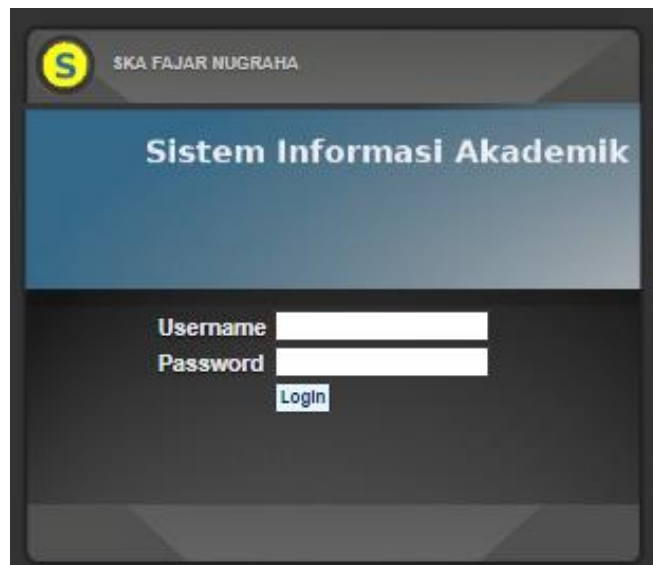 S
SKA FAJAR NUGRAHA
Sistem Informasi Akademik
Username
Password
Login